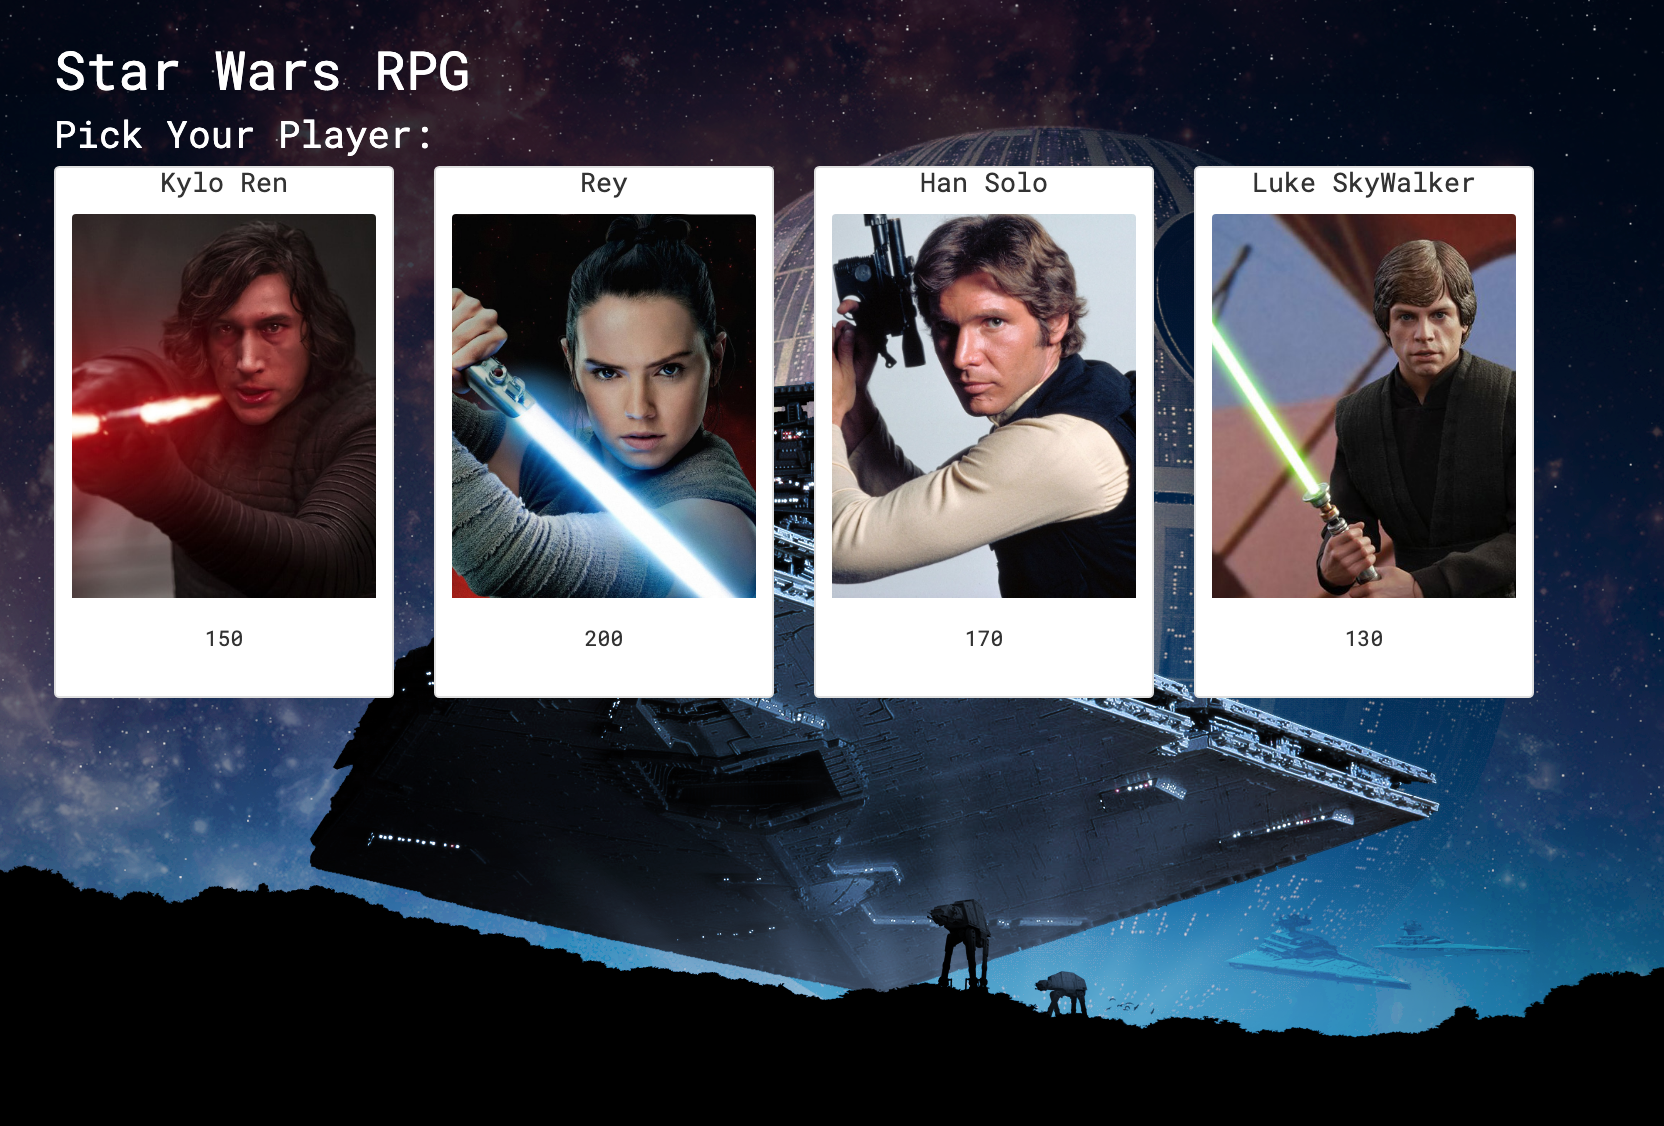 Star Wars RPG
Pick Your Player:
Kylo Ren
Rey
Han Solo
Luke SkyWalker
150
200
170
130